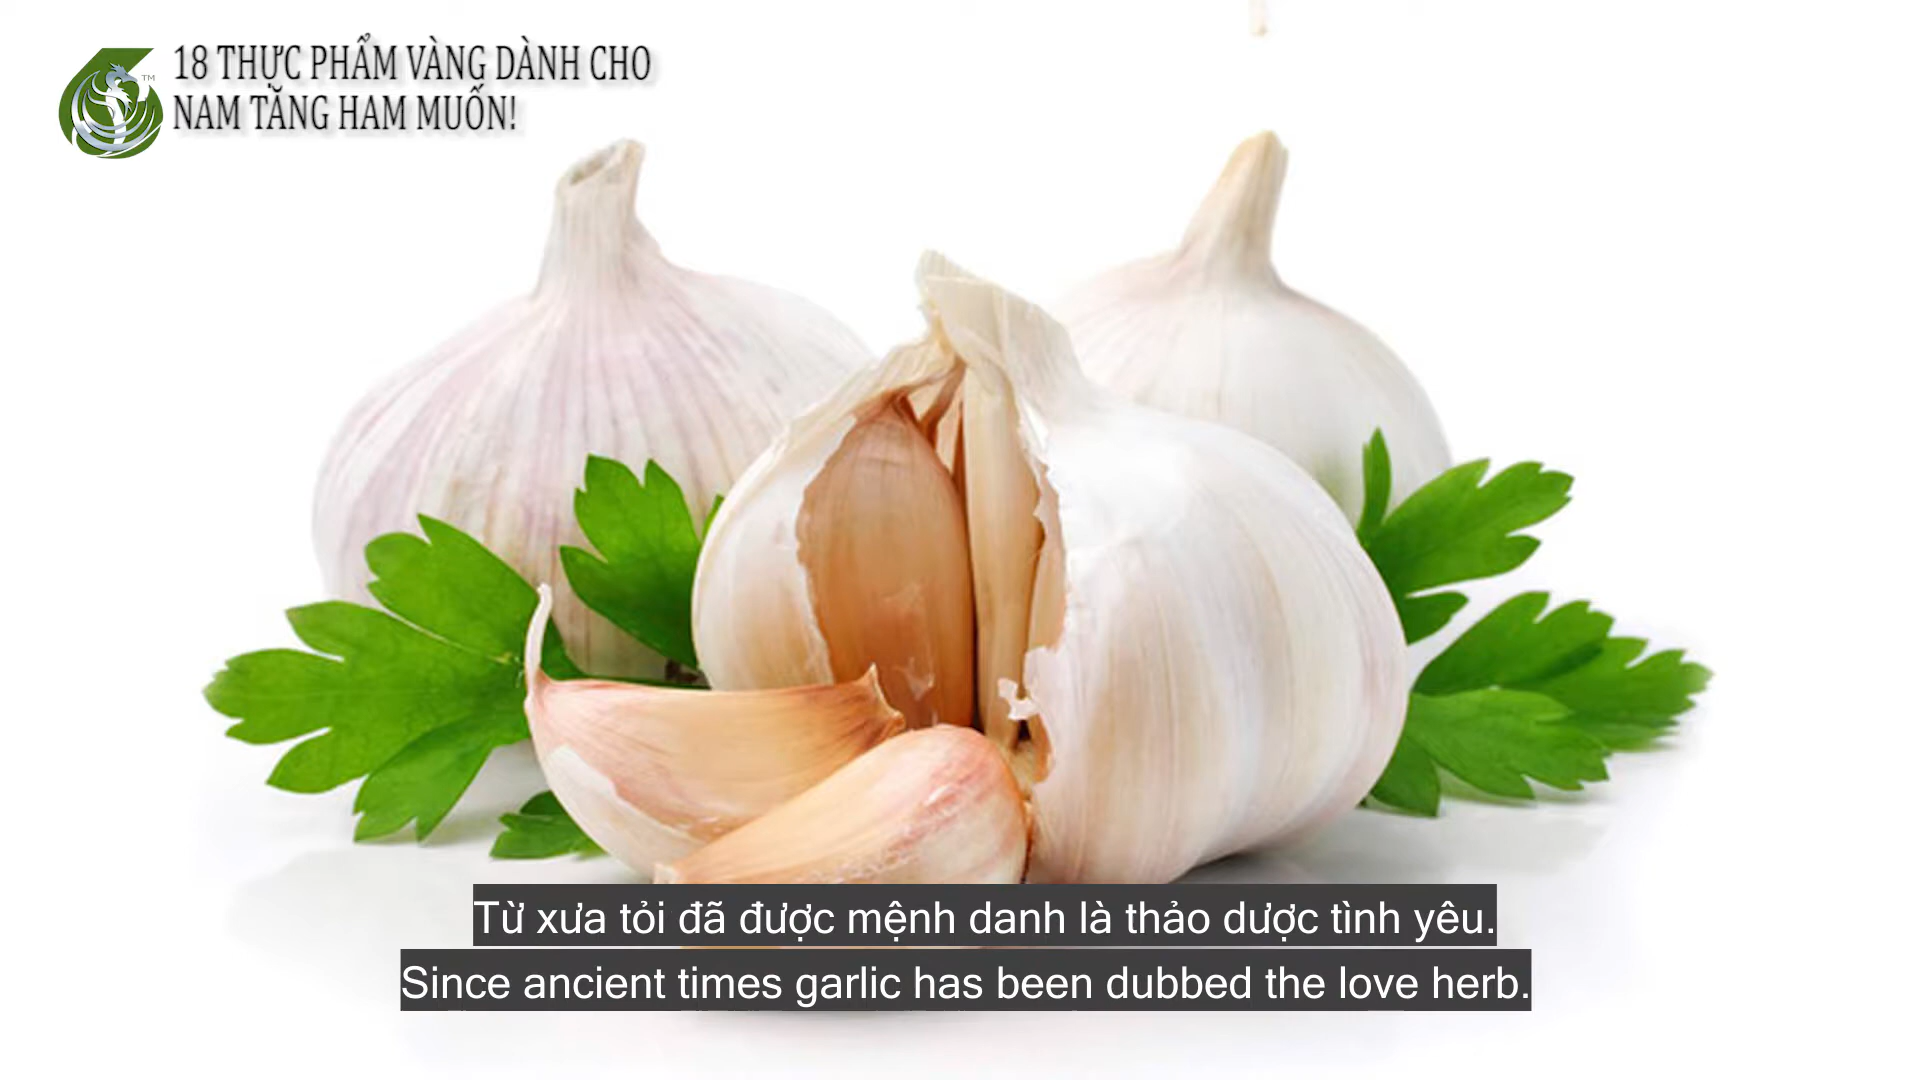 18 THỰC PHẨM VÀNG DÀNH CHO
NAM TĂNG HAM MUỐN!
TM
Từ xưa tỏi đã được mệnh danh là thảo dược tình yêu.
Since ancient times garlic has been dubbed the love herb.